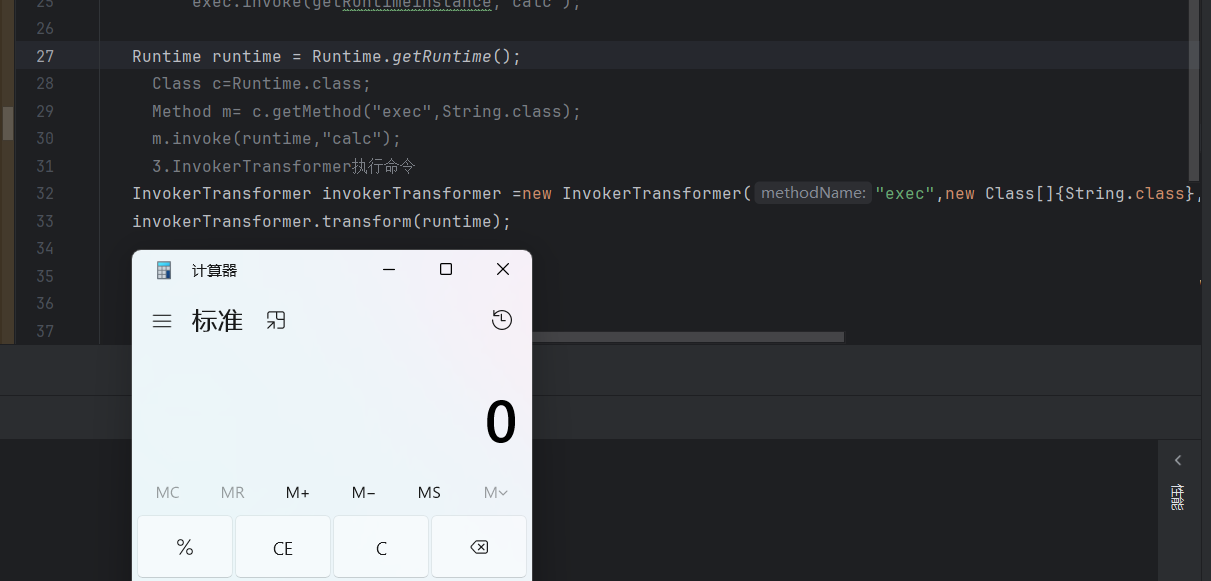 25 exec.invoke(getRuntimeInstance, "calc");
26
27 Runtime runtime = Runtime.getRuntime();
28 Class c=Runtime.class;
29 Method m= c.getMethod("exec",String.class);
30 m.invoke(runtime,"calc");
31 3.InvokerTransformer执行命令
32 InvokerTransformer invokerTransformer =new InvokerTransformer( methodName: "exec",new Class[]{String.class},
33 invokerTransformer.transform(runtime);
34
35
36
37
计算器
标准
0
MC MR M+ M− MS M
% CE C
性能